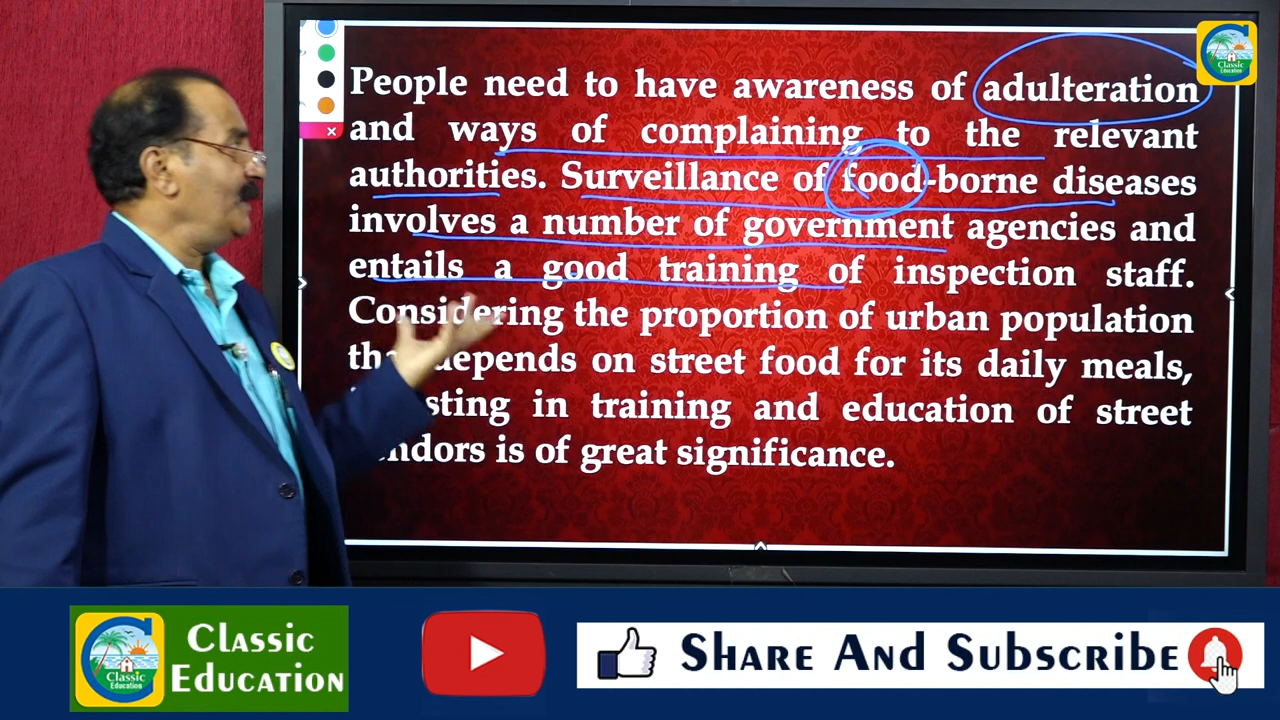 People need to have awareness of adulteration
and ways of complaining to the relevant
authorities. Surveillance of food-borne diseases
involves a number of government agencies and
entails a good training of inspection staff.
Considering the proportion of urban population
depends on street food for its daily meals,
in training and education of street
is of great significance.
Classic
Education
Classic
Education
Classic
Education
Share And Subscribe